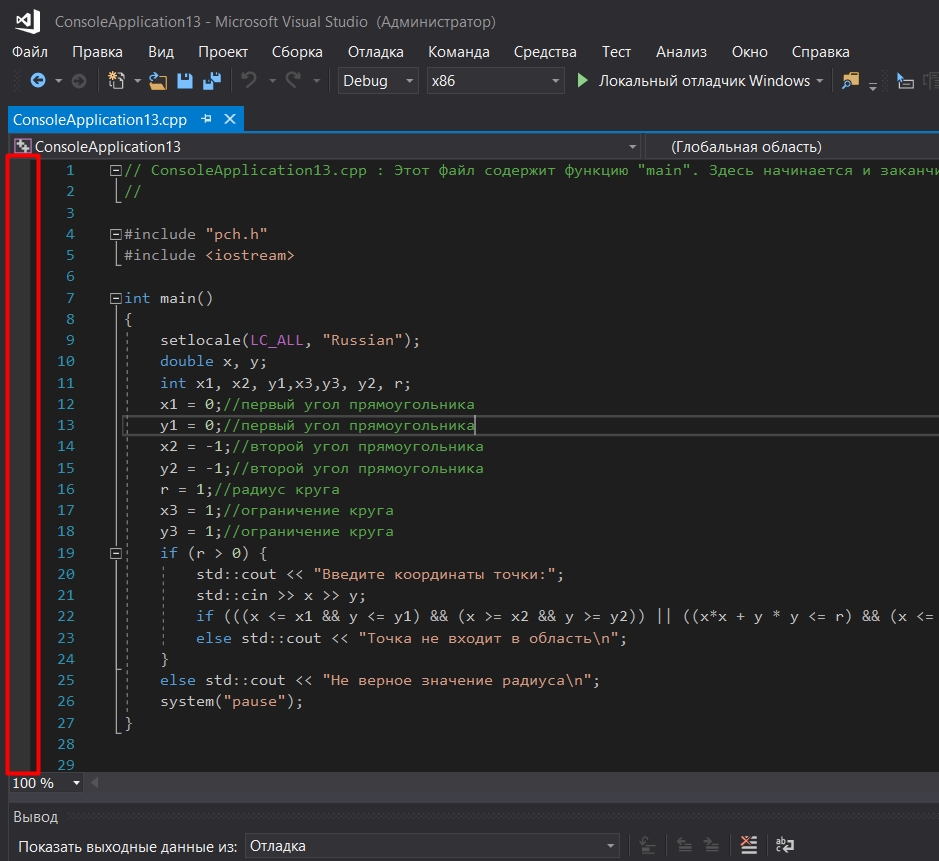 ConsoleApplication13 - Microsoft Visual Studio (Администратор)
Файл Правка Вид Проект Сборка Отладка Команда Средства Тест Анализ Окно Справка
Debug x86 Локальный отладчик Windows
ConsoleApplication13.cpp
ConsoleApplication13 (Глобальная область)
1 // ConsoleApplication13.cpp : Этот файл содержит функцию "main". Здесь начинается и
2 //
3
4 #include "pch.h"
5 #include <iostream>
6
7 int main()
8 {
9 setlocale(LC_ALL, "Russian");
10 double x, y;
11 int x1, x2, y1,x3,y3, y2, r;
12 x1 = 0;//первый угол прямоугольника
13 y1 = 0;//первый угол прямоугольника
14 x2 = -1;//второй угол прямоугольника
15 y2 = -1;//второй угол прямоугольника
16 r = 1;//радиус круга
17 x3 = 1;//ограничение круга
18 y3 = 1;//ограничение круга
19 if (r > 0) {
20 std::cout << "Введите координаты точки:";
21 std::cin >> x >> y;
22 if (((x <= x1 && y <= y1) && (x >= x2 && y >= y2)) || ((x*x + y * y <= r) && (x <=
23 else std::cout << "Точка не входит в область\n";
24 }
25 else std::cout << "Не верное значение радиуса\n";
26 system("pause");
27 }
28
29
100 %
Вывод
Показать выходные данные из: Отладка